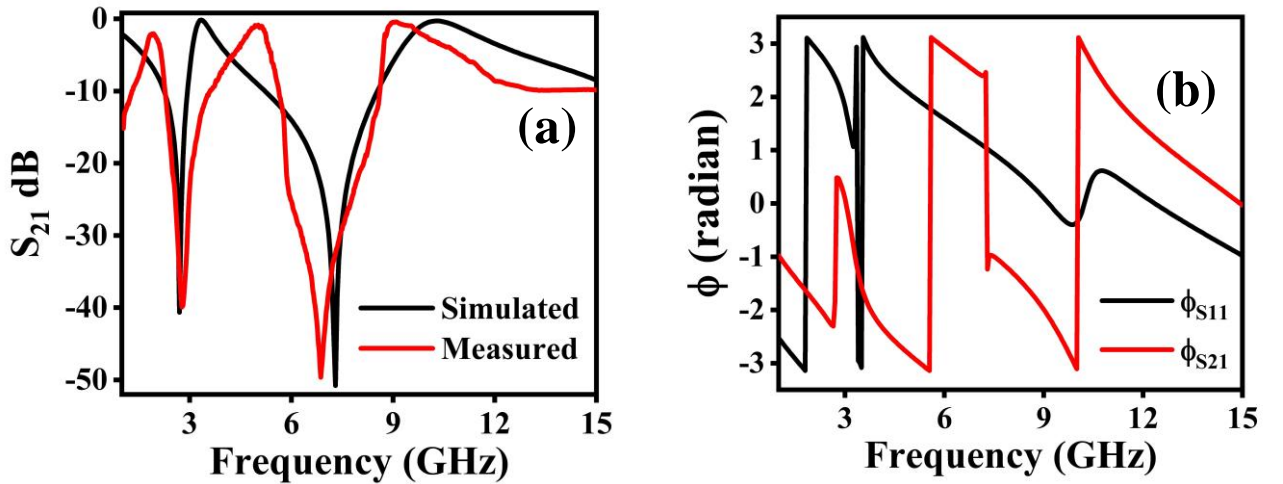 0
-10
-20
-30
-40
-50
S21 dB
(a)
Simulated
Measured
3 6 9 12 15
Frequency (GHz)
3
2
1
0
-1
-2
-3
ϕ (radian)
(b)
ϕS11
ϕS21
3 6 9 12 15
Frequency (GHz)